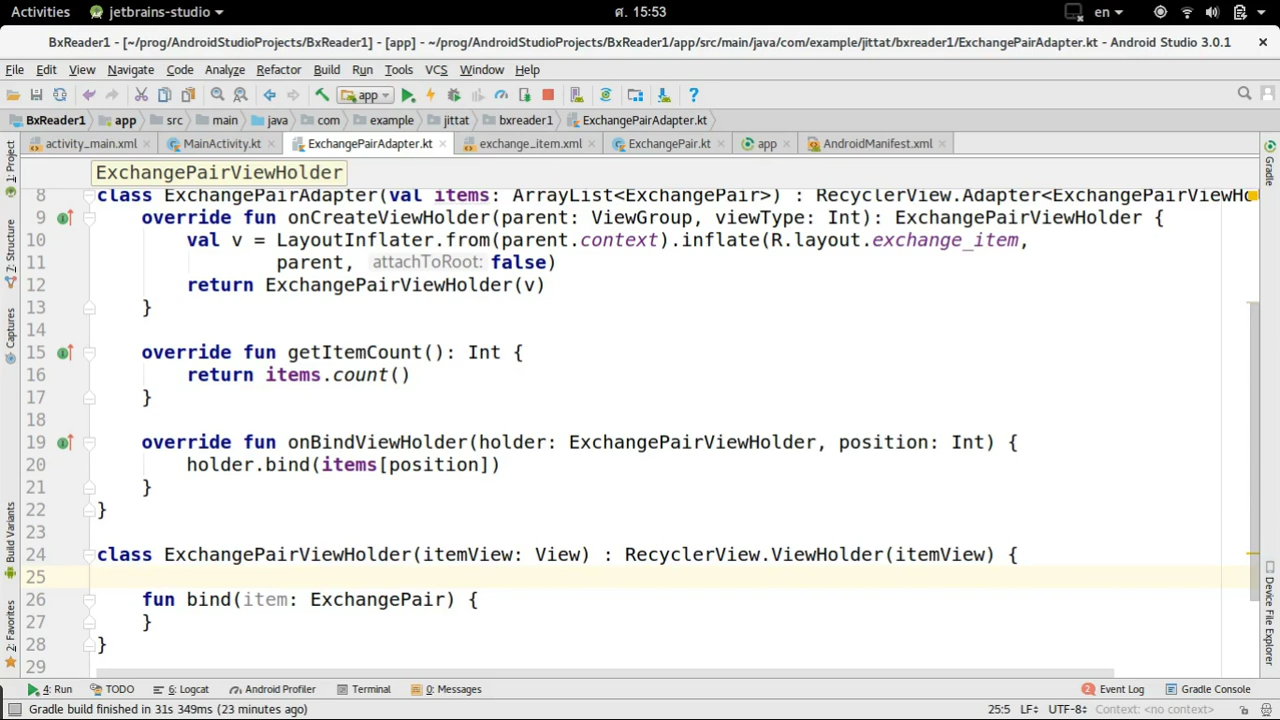 Activities jetbrains-studio ศ. 15:53 en
BxReader1 - [~/prog/AndroidStudioProjects/BxReader1] - [app] - ~/prog/AndroidStudioProjects/BxReader1/app/src/main/java/com/example/jittat/bxreader1/ExchangePairAdapter.kt - Android Studio 3.0.1
File Edit View Navigate Code Analyze Refactor Build Run Tools VCS Window Help
app
BxReader1 app src main java com example jittat bxreader1 ExchangePairAdapter.kt
activity_main.xml MainActivity.kt ExchangePairAdapter.kt exchange_item.xml ExchangePair.kt app AndroidManifest.xml
ExchangePairViewHolder
8 class ExchangePairAdapter(val items: ArrayList<ExchangePair>) : RecyclerView.Adapter<ExchangePairViewHo
9 override fun onCreateViewHolder(parent: ViewGroup, viewType: Int): ExchangePairViewHolder {
10 val v = LayoutInflater.from(parent.context).inflate(R.layout.exchange_item,
11 parent, attachToRoot: false)
12 return ExchangePairViewHolder(v)
13 }
14
15 override fun getItemCount(): Int {
16 return items.count()
17 }
18
19 override fun onBindViewHolder(holder: ExchangePairViewHolder, position: Int) {
20 holder.bind(items[position])
21 }
22 }
23
24 class ExchangePairViewHolder(itemView: View) : RecyclerView.ViewHolder(itemView) {
25
26 fun bind(item: ExchangePair) {
27 }
28 }
29
1: Project
7: Structure
Captures
Build Variants
2: Favorites
Gradle
Device File Explorer
4: Run TODO 6: Logcat Android Profiler Terminal 0: Messages 2 Event Log Gradle Console
Gradle build finished in 31s 349ms (23 minutes ago) 25:5 LF÷ UTF-8÷ Context: <no context>